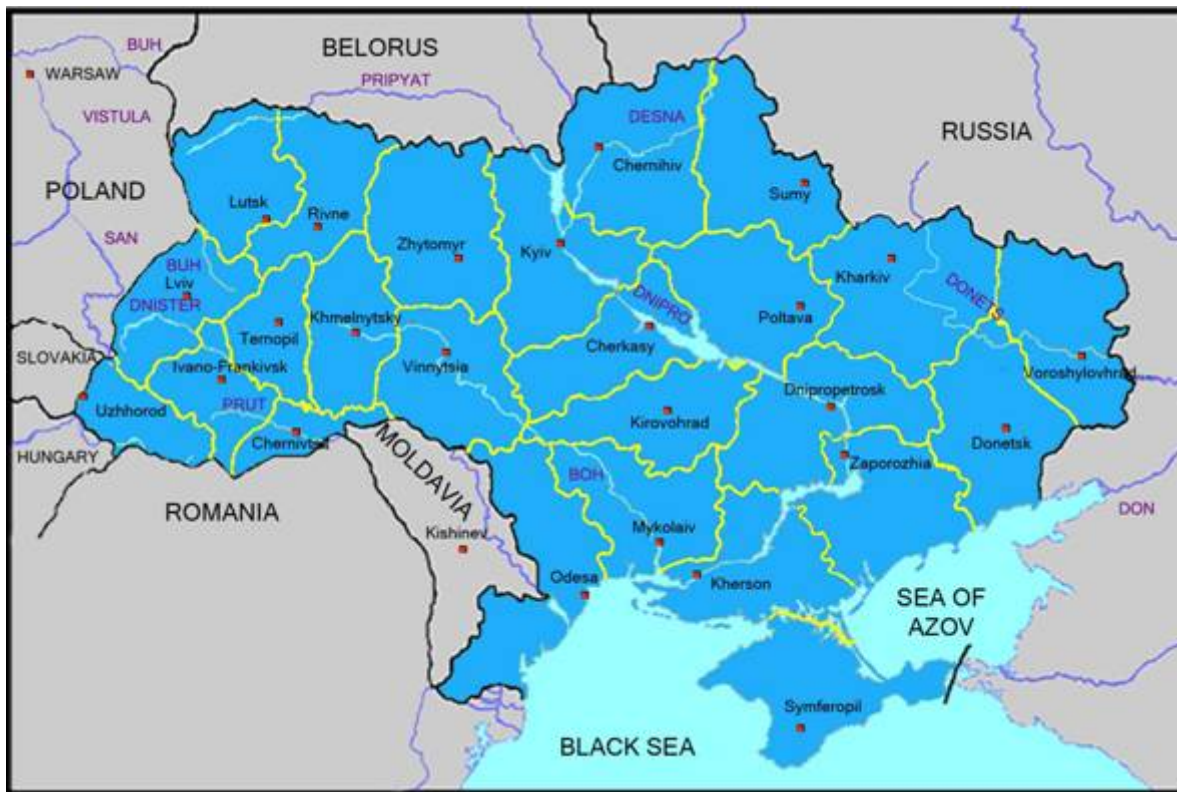 BUH
BELORUS
WARSAW
PRIPYAT
VISTULA
DESNA
RUSSIA
Chernihiv
POLAND
Sumy
Lutsk
Rivne
SAN
Kyiv
Zhytomyr
BUH
Kharkiv
Lviv
DNISTER
DNIPRO
DONETS
Khmelnytsky
Poltava
Ternopil
Cherkasy
SLOVAKIA
Ivano-Frankivsk
Vinnytsia
Voroshylovhrad
Dnipropetrosk
Uzhhorod
PRUT
Kirovohrad
Chernivtsi
Donetsk
HUNGARY
MOLDAVIA
Zaporozhia
BOH
ROMANIA
DON
Mykolaiv
Kishinev
Odesa
Kherson
SEA OF
AZOV
Symferopil
BLACK SEA